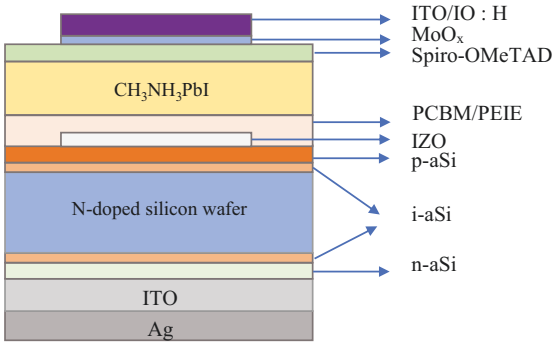 ITO/IO : H
MoOₓ
Spiro-OMeTAD
CH₃NH₃PbI
PCBM/PEIE
IZO
p-aSi
N-doped silicon wafer
i-aSi
n-aSi
ITO
Ag